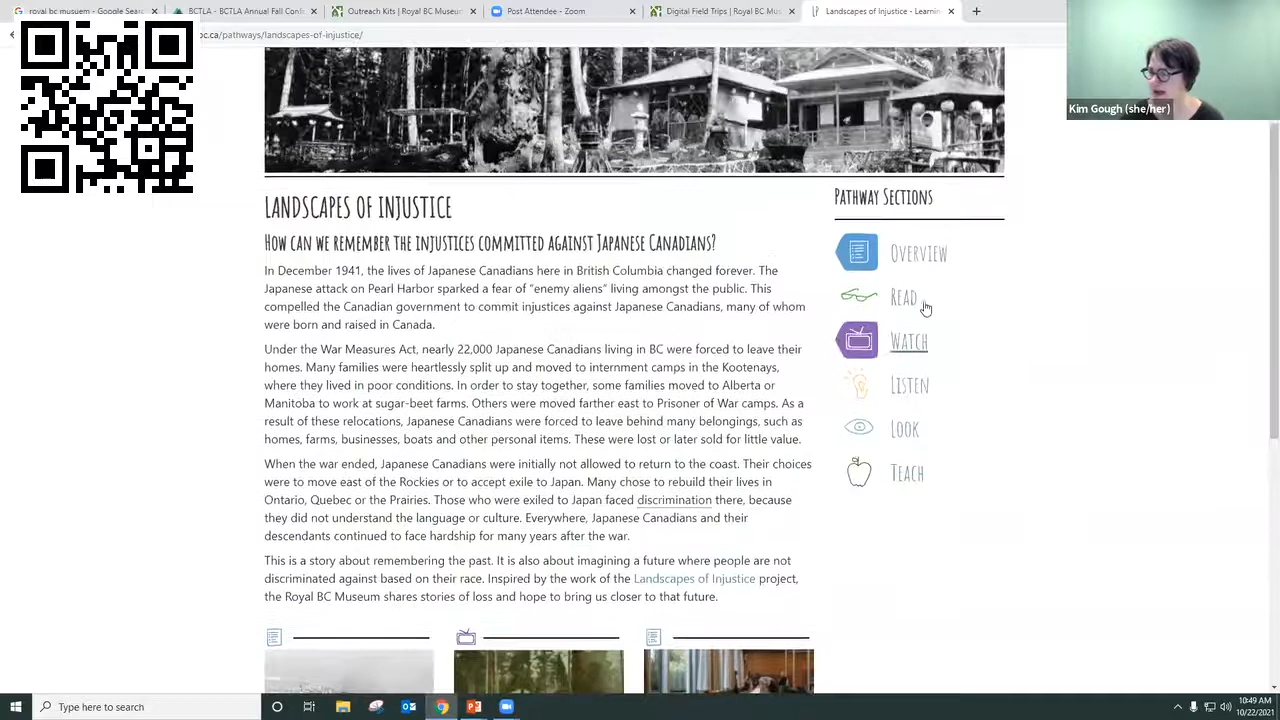 royal bc musuem - Google Sear
BCTLA - BCTLA Annual Fall Conf
Outreach Kits | Royal BC Museu
Post Attendee - Zoom
Digital Field Trips | Royal BC Mus
Landscapes of Injustice - Learnin
bc.ca/pathways/landscapes-of-injustice/
Kim Gough (she/her)
LANDSCAPES OF INJUSTICE
HOW CAN WE REMEMBER THE INJUSTICES COMMITTED AGAINST JAPANESE CANADIANS?
In December 1941, the lives of Japanese Canadians here in British Columbia changed forever. The
Japanese attack on Pearl Harbor sparked a fear of “enemy aliens” living amongst the public. This
compelled the Canadian government to commit injustices against Japanese Canadians, many of whom
were born and raised in Canada.
Under the War Measures Act, nearly 22,000 Japanese Canadians living in BC were forced to leave their
homes. Many families were heartlessly split up and moved to internment camps in the Kootenays,
where they lived in poor conditions. In order to stay together, some families moved to Alberta or
Manitoba to work at sugar-beet farms. Others were moved farther east to Prisoner of War camps. As a
result of these relocations, Japanese Canadians were forced to leave behind many belongings, such as
homes, farms, businesses, boats and other personal items. These were lost or later sold for little value.
When the war ended, Japanese Canadians were initially not allowed to return to the coast. Their choices
were to move east of the Rockies or to accept exile to Japan. Many chose to rebuild their lives in
Ontario, Quebec or the Prairies. Those who were exiled to Japan faced discrimination there, because
they did not understand the language or culture. Everywhere, Japanese Canadians and their
descendants continued to face hardship for many years after the war.
This is a story about remembering the past. It is also about imagining a future where people are not
discriminated against based on their race. Inspired by the work of the Landscapes of Injustice project,
the Royal BC Museum shares stories of loss and hope to bring us closer to that future.
PATHWAY SECTIONS
OVERVIEW
READ
WATCH
LISTEN
LOOK
TEACH
Type here to search
10:49 AM
10/22/2021